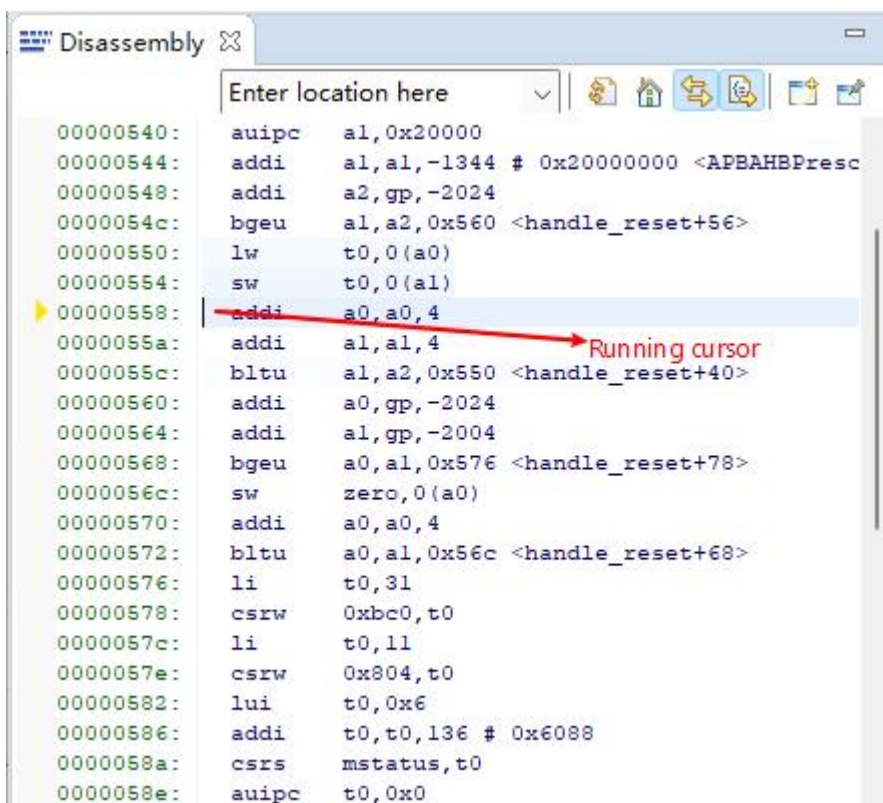 Disassembly
Enter location here
00000540: auipc a1,0x20000
00000544: addi a1,a1,-1344 # 0x20000000 <APBAHBPresc
00000548: addi a2,gp,-2024
0000054c: bgeu a1,a2,0x560 <handle_reset+56>
00000550: lw t0,0(a0)
00000554: sw t0,0(a1)
00000558: addi a0,a0,4
0000055a: addi a1,a1,4
Running cursor
0000055c: bltu a1,a2,0x550 <handle_reset+40>
00000560: addi a0,gp,-2024
00000564: addi a1,gp,-2004
00000568: bgeu a0,a1,0x576 <handle_reset+78>
0000056c: sw zero,0(a0)
00000570: addi a0,a0,4
00000572: bltu a0,a1,0x56c <handle_reset+68>
00000576: li t0,31
00000578: csrw 0xbc0,t0
0000057c: li t0,11
0000057e: csrw 0x804,t0
00000582: lui t0,0x6
00000586: addi t0,t0,136 # 0x6088
0000058a: csrs mstatus,t0
0000058e: auipc t0,0x0